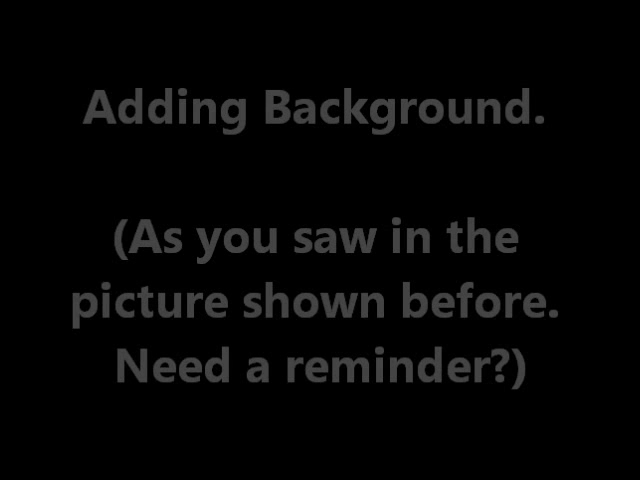 Adding Background.
(As you saw in the
picture shown before.
Need a reminder?)